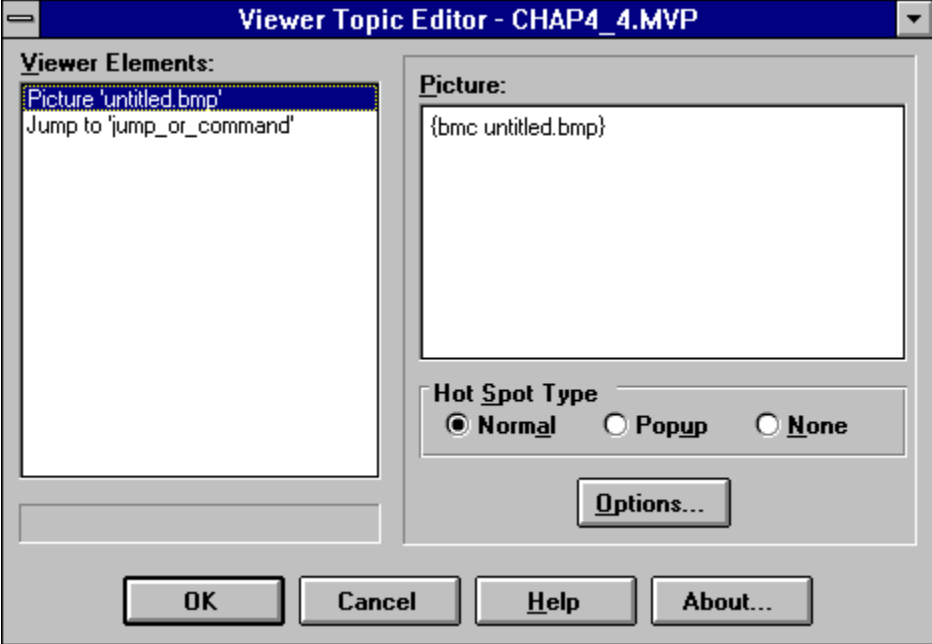 Viewer Topic Editor - CHAP4_4.MVP
Viewer Elements:
Picture 'untitled.bmp'
Jump to 'jump_or_command'
Picture:
{bmc untitled.bmp}
Hot Spot Type
Normal Popup None
Options...
OK Cancel Help About...